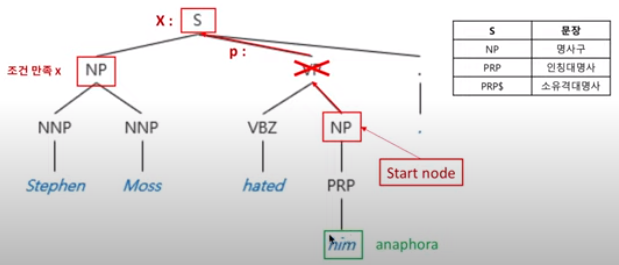 X : S
p :
조건 만족 x NP VP .
NNP NNP VBZ NP .
Start node
Stephen Moss hated PRP
him anaphora
S 문장
NP 명사구
PRP 인칭대명사
PRP$ 소유격대명사